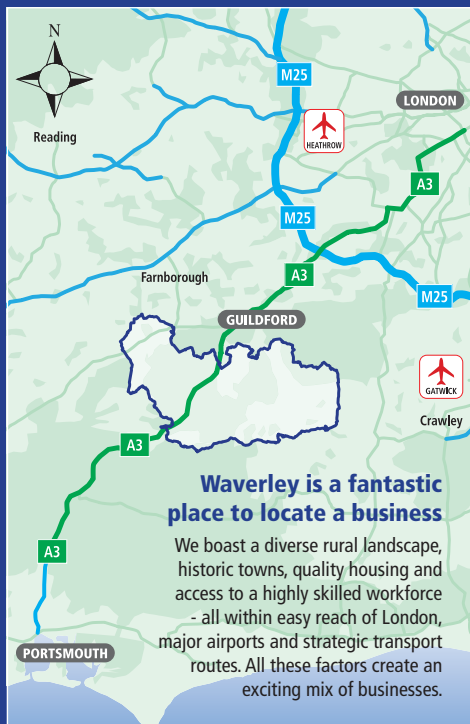 N
M25
LONDON
HEATHROW
Reading
A3
M25
A3
Farnborough
M25
GUILDFORD
GATWICK
Crawley
A3
Waverley is a fantastic
place to locate a business
We boast a diverse rural landscape,
historic towns, quality housing and
access to a highly skilled workforce
- all within easy reach of London,
major airports and strategic transport
routes. All these factors create an
exciting mix of businesses.
A3
PORTSMOUTH